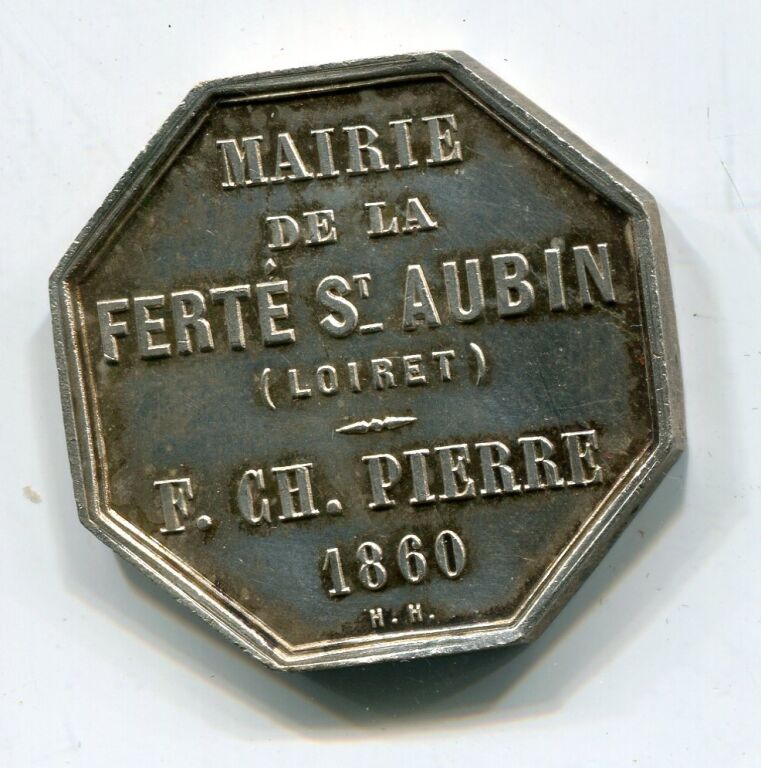 MAIRIE
DE LA
FERTÉ ST. AUBIN
(LOIRET)
F. CH. PIERRE
1860
H. H.